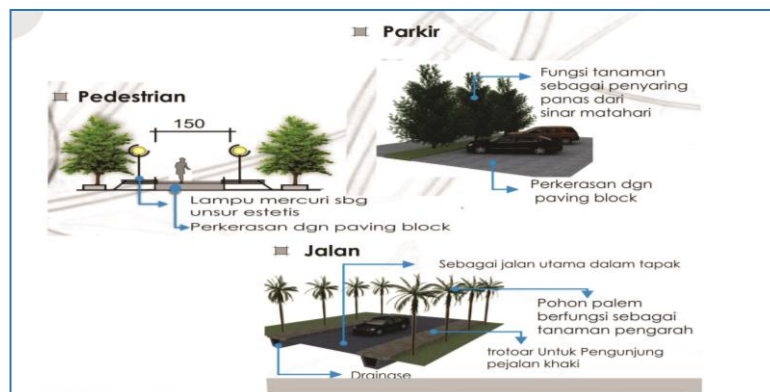 Parkir
Fungsi tanaman
sebagai penyaring
panas dari
sinar matahari
Perkerasan dgn
paving block
Pedestrian
150
Lampu mercuri sbg
unsur estetis
Perkerasan dgn paving block
Jalan
Sebagai jalan utama dalam tapak
Pohon palem
berfungsi sebagai
tanaman pengarah
trotoar Untuk Pengunjung
pejalan khaki
Drainase